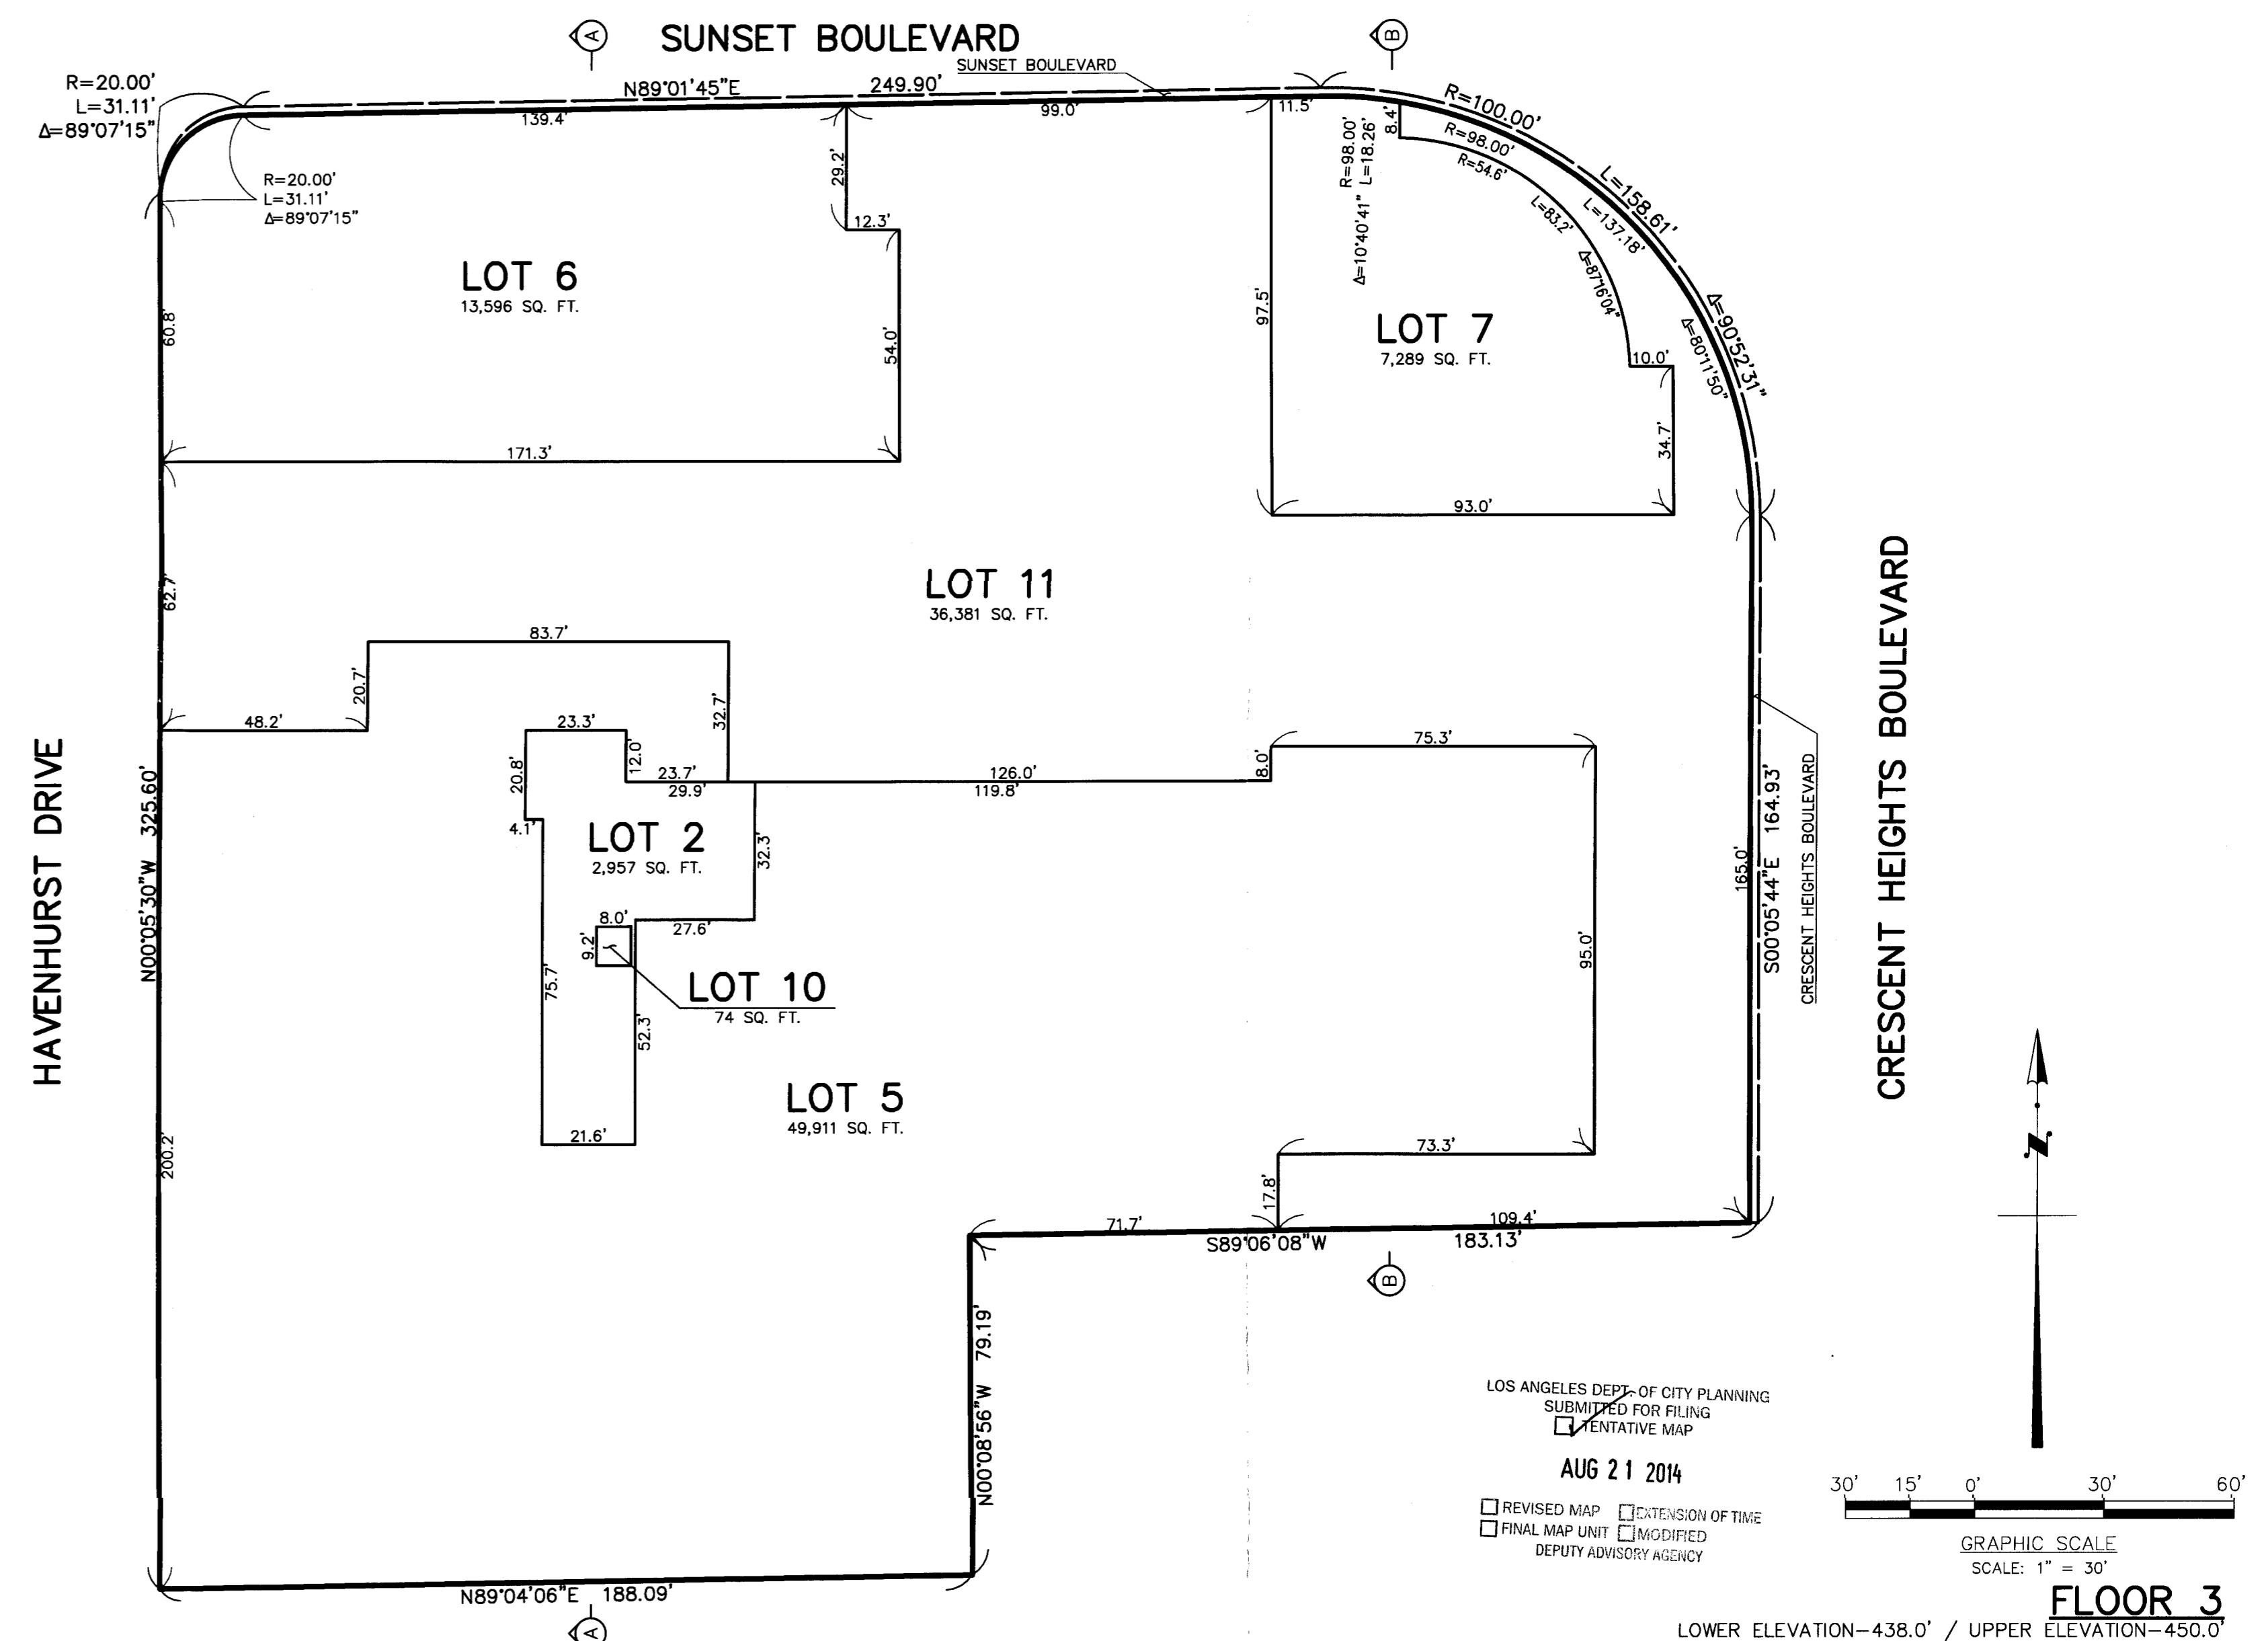 A
SUNSET BOULEVARD
B
SUNSET BOULEVARD
R=20.00'
L=31.11'
Δ=89°07'15"
N89°01'45"E 249.90'
139.4'
99.0'
11.5'
8.4'
R=100.00'
L=158.61'
Δ=90°52'31"
R=98.00'
L=137.18'
Δ=80°11'50"
R=54.6'
L=83.2'
Δ=87°16'04"
R=98.00'
Δ=10°40'41" L=18.26'
R=20.00'
L=31.11'
Δ=89°07'15"
29.2'
12.3'
LOT 6
13,596 SQ. FT.
60.8'
54.0'
97.5'
LOT 7
7,289 SQ. FT.
10.0'
34.7'
171.3'
93.0'
62.7'
LOT 11
36,381 SQ. FT.
83.7'
20.7'
48.2'
32.7'
23.3'
12.0'
20.8'
23.7'
29.9'
126.0'
119.8'
8.0'
75.3'
4.1'
LOT 2
2,957 SQ. FT.
32.3'
8.0'
9.2'
27.6'
75.7'
LOT 10
74 SQ. FT.
52.3'
95.0'
165.0'
S00°05'44"E 164.93'
CRESCENT HEIGHTS BOULEVARD
CRESCENT HEIGHTS BOULEVARD
HAVENHURST DRIVE
N00°05'30"W 325.60'
200.2'
LOT 5
49,911 SQ. FT.
21.6'
73.3'
17.8'
71.7'
109.4'
S89°06'08"W 183.13'
B
N00°08'56"W 79.19'
N89°04'06"E 188.09'
A
N
LOS ANGELES DEPT. OF CITY PLANNING
SUBMITTED FOR FILING
TENTATIVE MAP
AUG 21 2014
REVISED MAP EXTENSION OF TIME
FINAL MAP UNIT MODIFIED
DEPUTY ADVISORY AGENCY
30' 15' 0' 30' 60'
GRAPHIC SCALE
SCALE: 1" = 30'
FLOOR 3
LOWER ELEVATION-438.0' / UPPER ELEVATION-450.0'